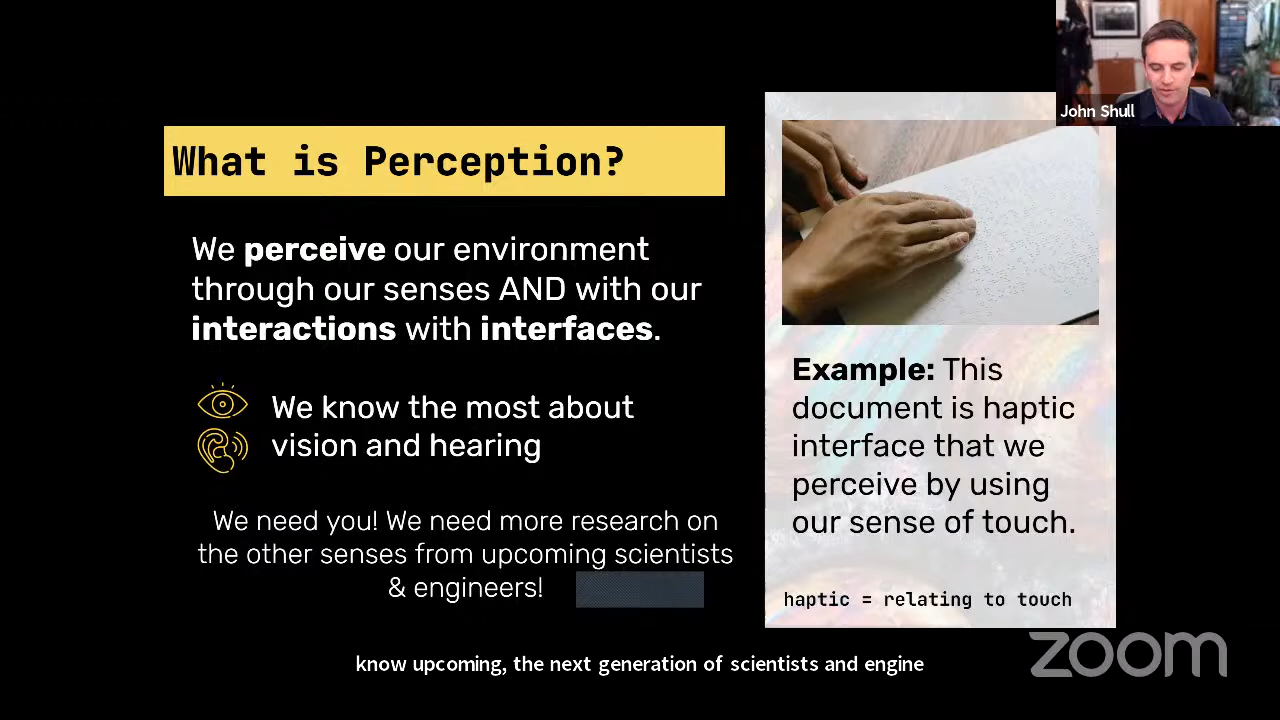 John Shull
What is Perception?
We perceive our environment
through our senses AND with our
interactions with interfaces.
We know the most about
vision and hearing
We need you! We need more research on
the other senses from upcoming scientists
& engineers!
Example: This
document is haptic
interface that we
perceive by using
our sense of touch.
haptic = relating to touch
know upcoming, the next generation of scientists and engine
zoom